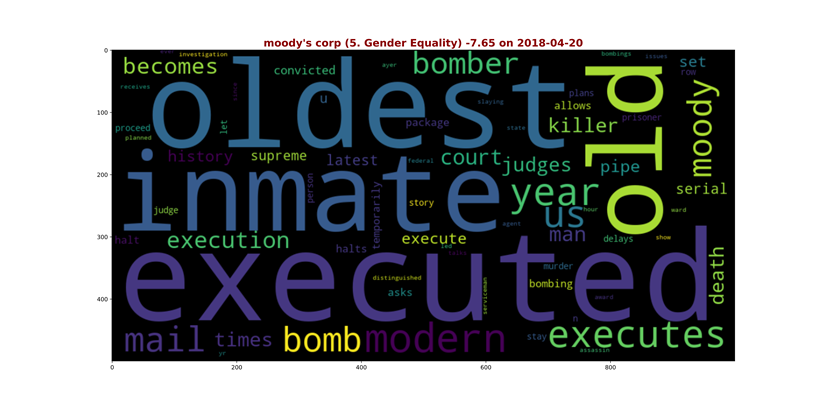 moody's corp (5. Gender Equality) -7.65 on 2018-04-20
0
100
200
300
400
0
200
400
600
800
becomes
investigation
convicted
ayer
bomber
bombings
issues
set
row
receives
since
oldest
u
slaying
plans
allows
old
prisoner
moody
proceed
planned
let
package
state
killer
history
supreme
latest
federal
court
judges
pipe
inmate
person
temporarily
story
year
us
hour
serial
ward
judge
agent
man
halt
execution
halts
execute
led
talks
delays
show
executed
distinguished
asks
serviceman
murder
bombing
award
death
mail
times
yr
bomb
modern
stay
n
executes
assassin